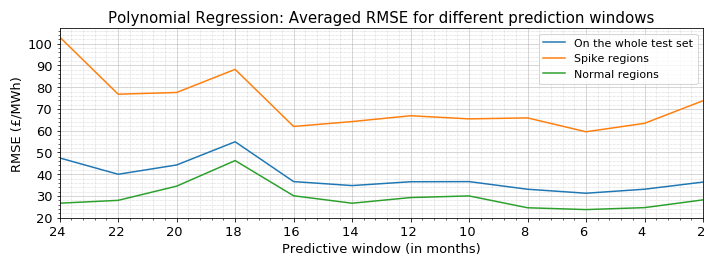 Polynomial Regression: Averaged RMSE for different prediction windows
On the whole test set
Spike regions
Normal regions
RMSE (£/MWh)
100
90
80
70
60
50
40
30
20
24 22 20 18 16 14 12 10 8 6 4 2
Predictive window (in months)